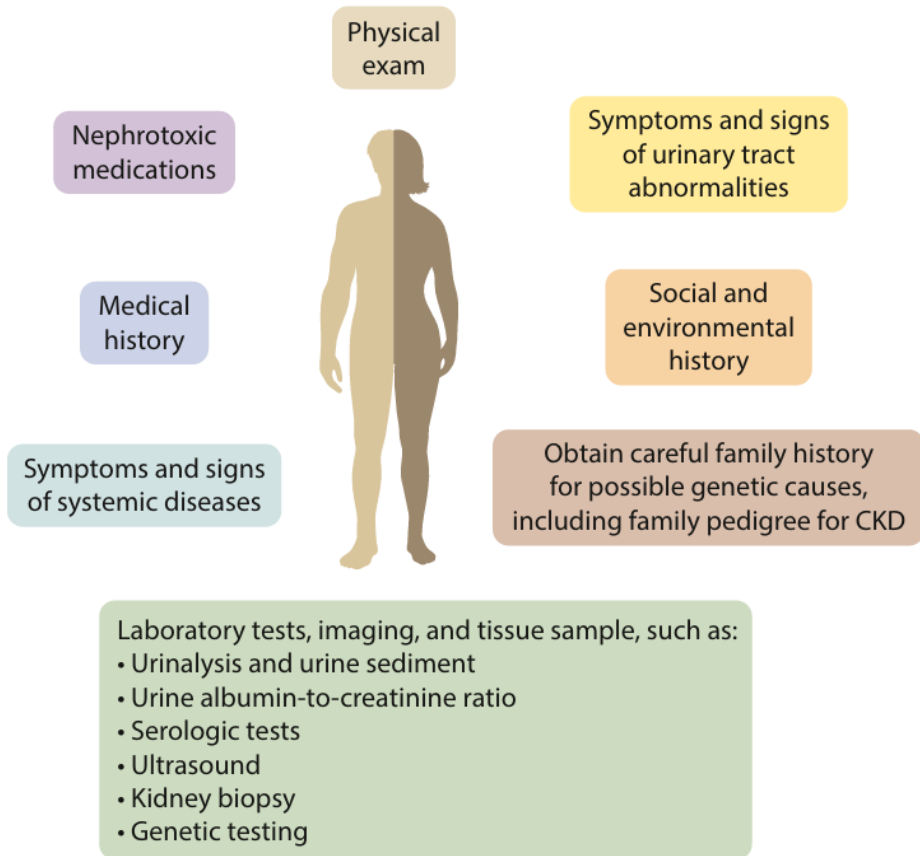 Physical
exam
Nephrotoxic
medications
Symptoms and signs
of urinary tract
abnormalities
Medical
history
Social and
environmental
history
Symptoms and signs
of systemic diseases
Obtain careful family history
for possible genetic causes,
including family pedigree for CKD
Laboratory tests, imaging, and tissue sample, such as:
• Urinalysis and urine sediment
• Urine albumin-to-creatinine ratio
• Serologic tests
• Ultrasound
• Kidney biopsy
• Genetic testing